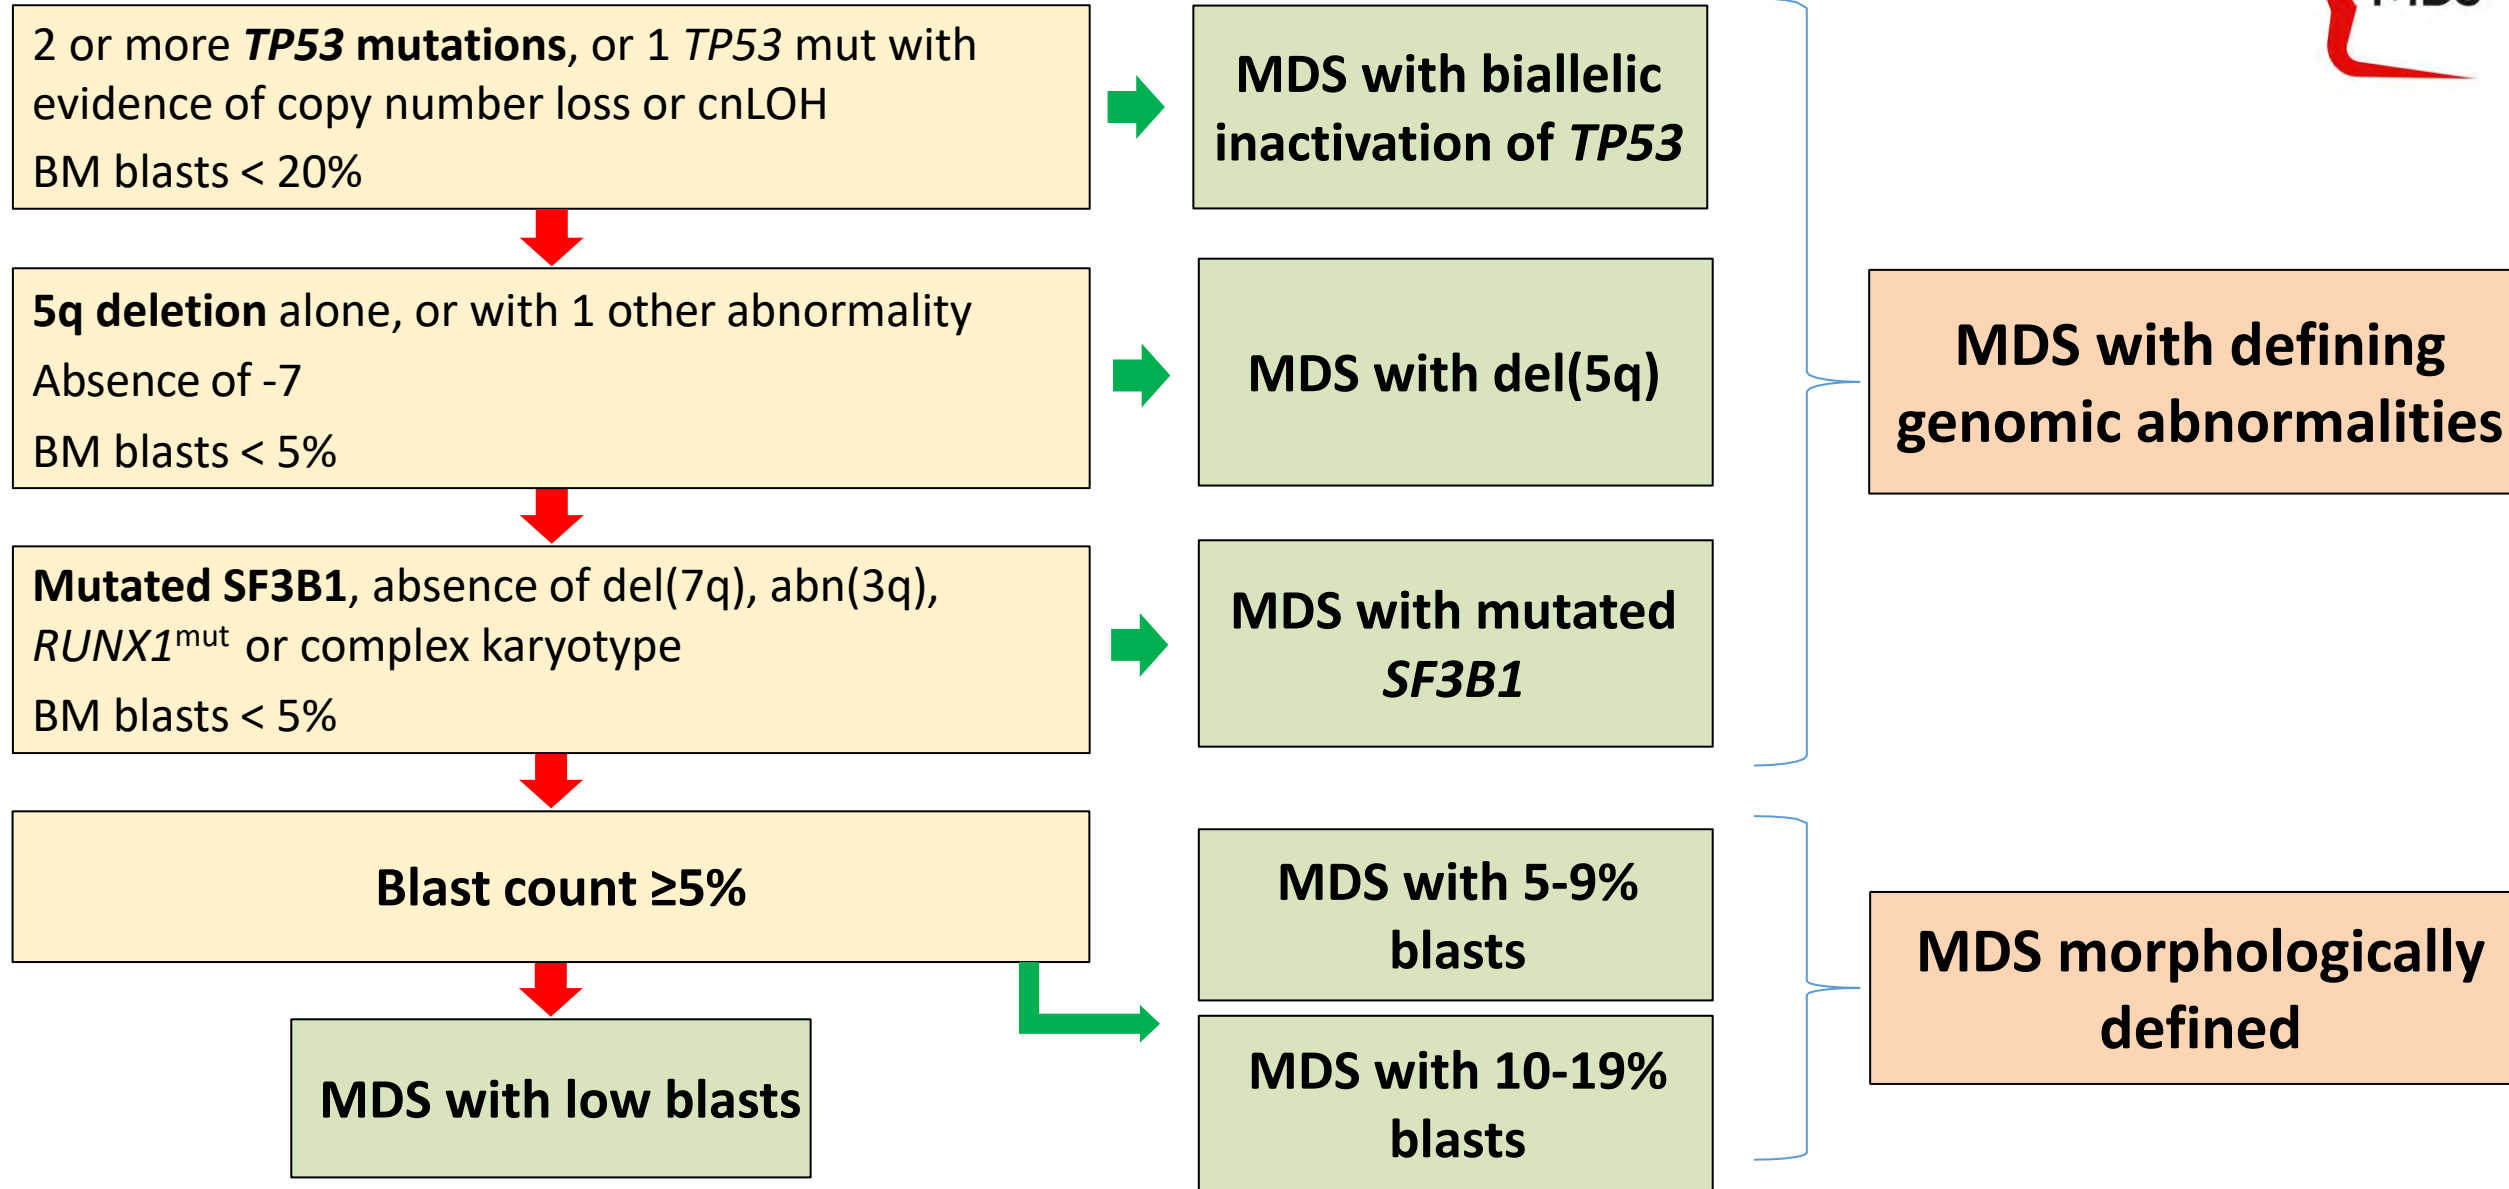 MDS
2 or more TP53 mutations, or 1 TP53 mut with
evidence of copy number loss or cnLOH
BM blasts < 20%
MDS with biallelic
inactivation of TP53
5q deletion alone, or with 1 other abnormality
Absence of -7
BM blasts < 5%
MDS with del(5q)
MDS with defining
genomic abnormalities
Mutated SF3B1, absence of del(7q), abn(3q),
RUNX1mut or complex karyotype
BM blasts < 5%
MDS with mutated
SF3B1
Blast count ≥5%
MDS with 5-9%
blasts
MDS morphologically
defined
MDS with low blasts
MDS with 10-19%
blasts